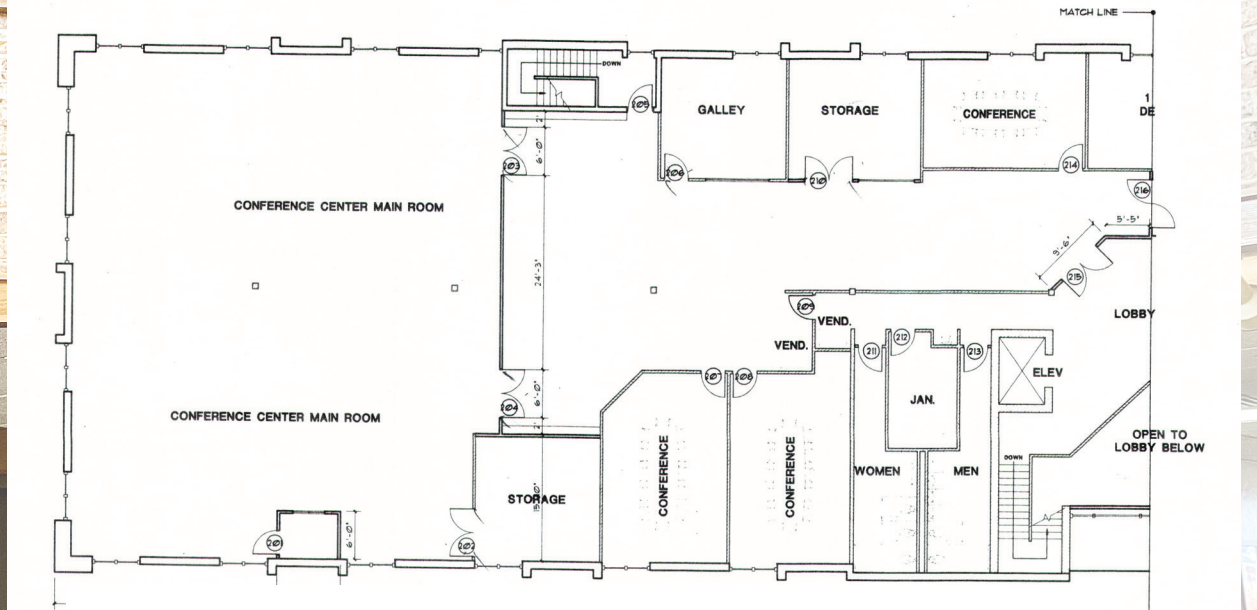 MATCH LINE
DOWN
205
GALLEY
STORAGE
CONFERENCE
1
DE
2'
6'-0"
203
206
210
214
216
CONFERENCE CENTER MAIN ROOM
5'-5"
9'-6"
24'-3"
215
209
VEND.
LOBBY
VEND.
211
212
213
ELEV
207
208
6'-0"
204
JAN.
CONFERENCE CENTER MAIN ROOM
2'
OPEN TO
LOBBY BELOW
CONFERENCE
CONFERENCE
WOMEN
MEN
DOWN
STORAGE
201
6'-0"
202